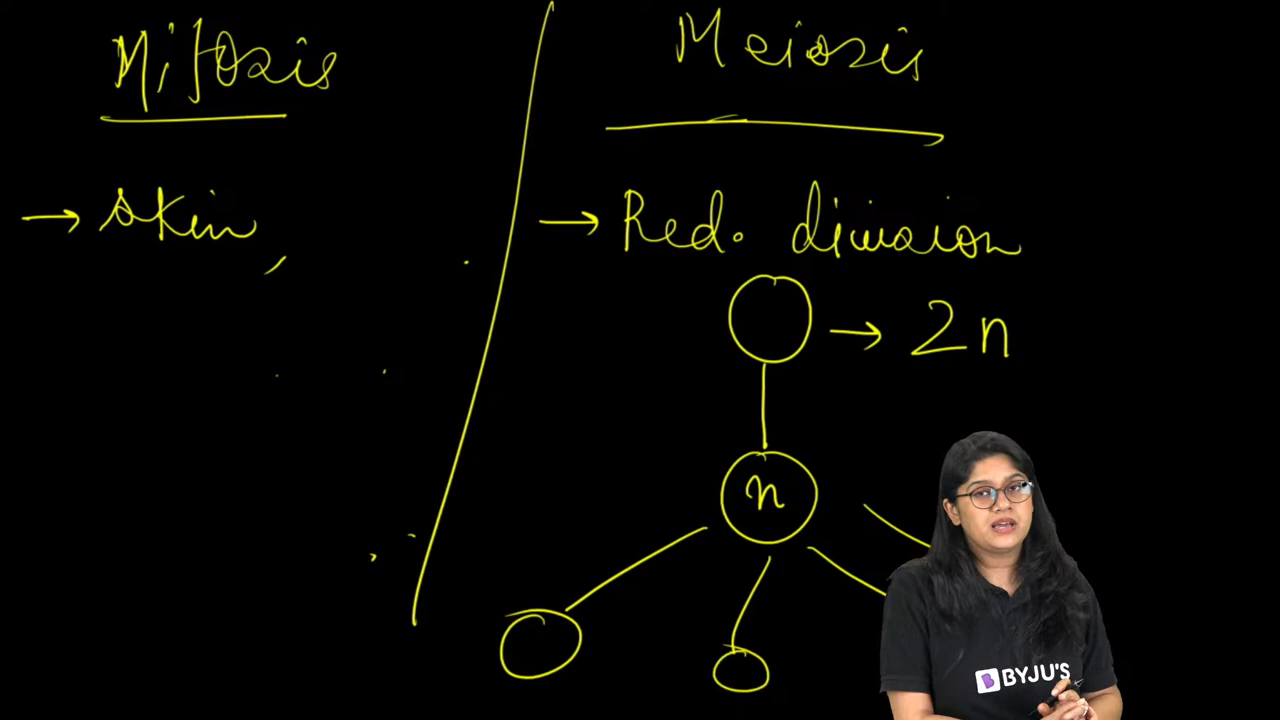 Mitosis
Meiosis
→ skin,
→ Red. division
→ 2n
n
BYJU'S